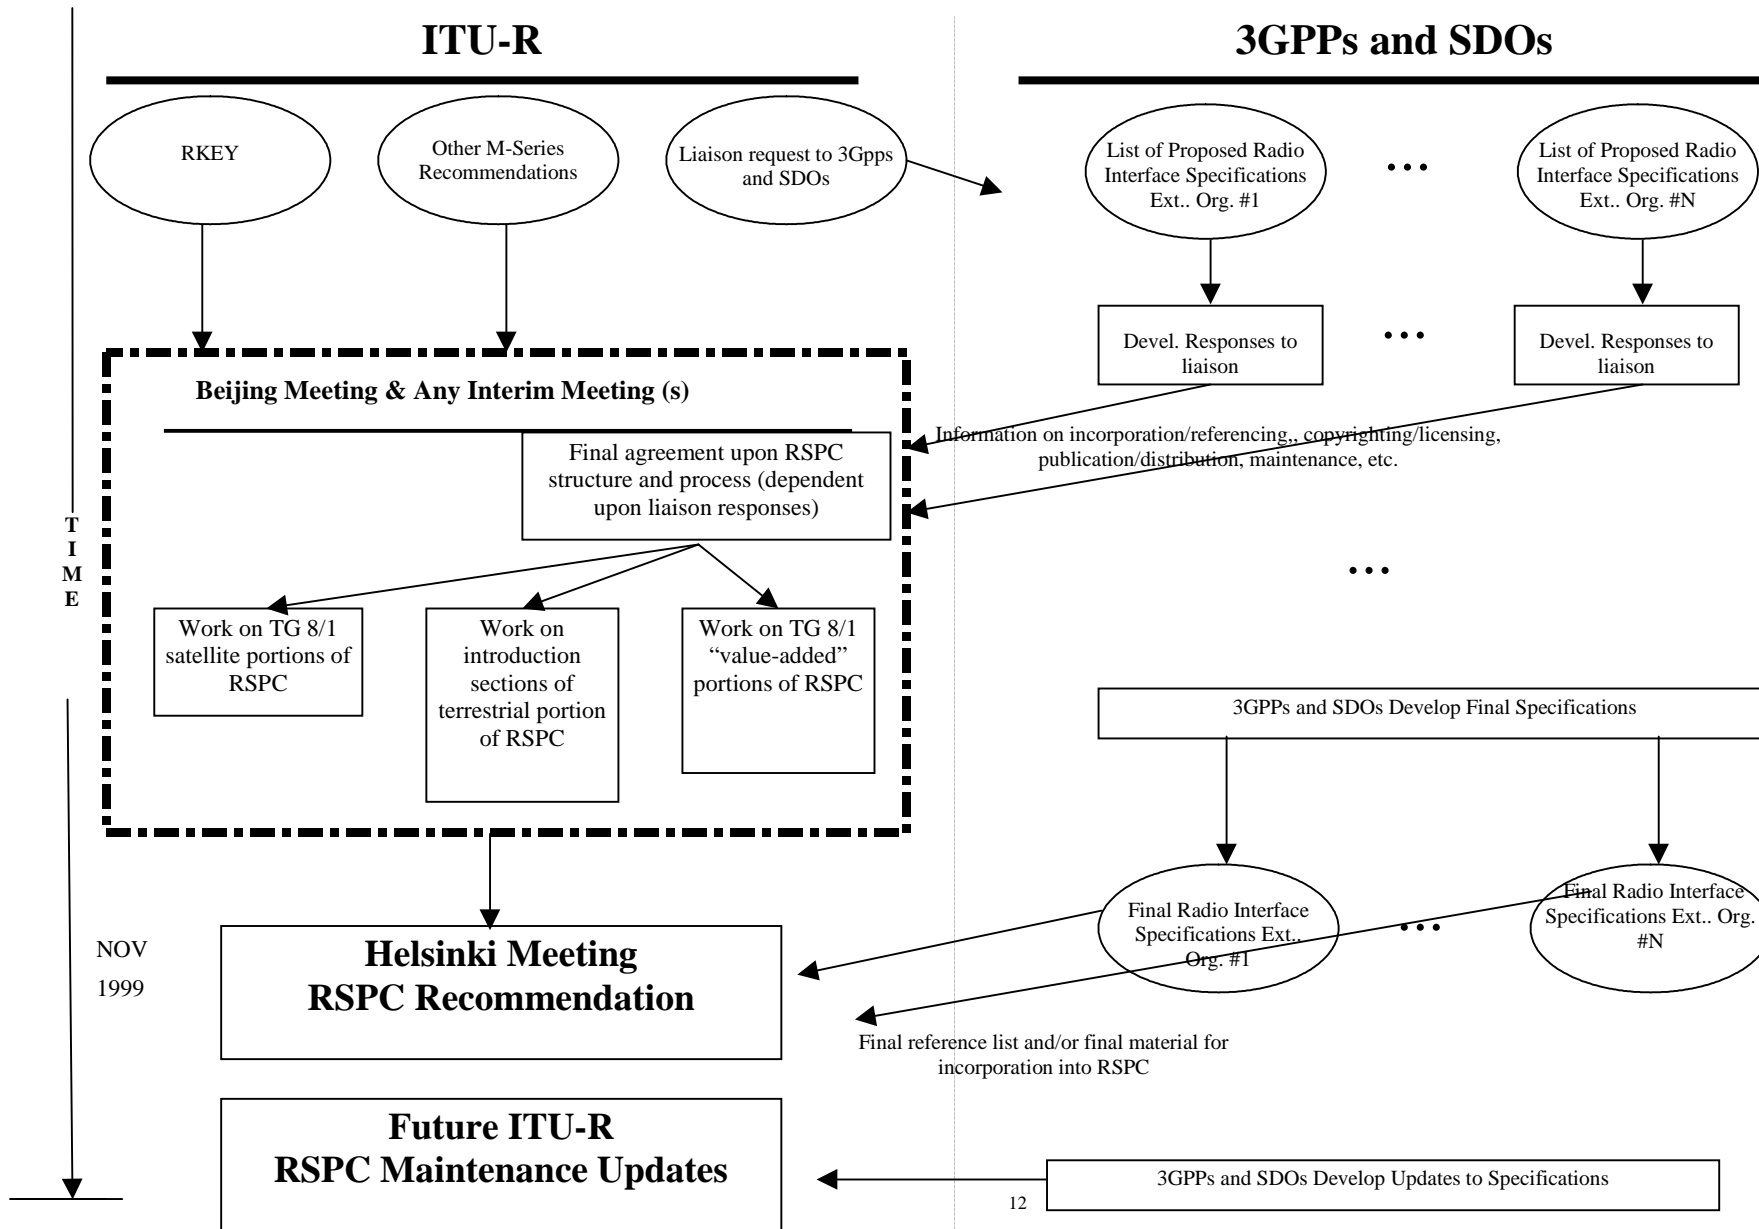 ITU-R
3GPPs and SDOs
RKEY
Other M-Series
Recommendations
Liaison request to 3Gpps
and SDOs
List of Proposed Radio
Interface Specifications
Ext.. Org. #1
...
List of Proposed Radio
Interface Specifications
Ext.. Org. #N
Devel. Responses to
liaison
...
Devel. Responses to
liaison
Beijing Meeting & Any Interim Meeting (s)
Information on incorporation/referencing,, copyrighting/licensing,
publication/distribution, maintenance, etc.
Final agreement upon RSPC
structure and process (dependent
upon liaison responses)
T
I
M
E
...
Work on TG 8/1
satellite portions of
RSPC
Work on
introduction
sections of
terrestrial portion
of RSPC
Work on TG 8/1
“value-added”
portions of RSPC
3GPPs and SDOs Develop Final Specifications
Final Radio Interface
Specifications Ext..
Org. #1
...
Final Radio Interface
Specifications Ext.. Org.
#N
NOV
1999
Helsinki Meeting
RSPC Recommendation
Final reference list and/or final material for
incorporation into RSPC
Future ITU-R
RSPC Maintenance Updates
3GPPs and SDOs Develop Updates to Specifications
12